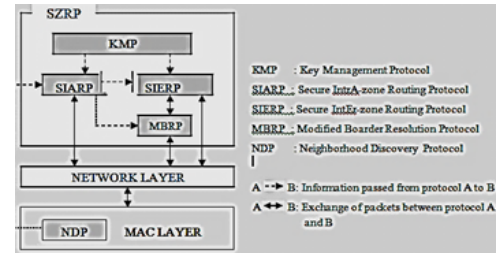 SZRP
KMP
SIARP
SIERP
MBRP
NETWORK LAYER
NDP
MAC LAYER
KMP : Key Management Protocol
SIARP : Secure IntrA-zone Routing Protocol
SIERP : Secure IntEr-zone Routing Protocol
MBRP : Modified Boarder Resolution Protocol
NDP : Neighborhood Discovery Protocol
A --> B: Information passed from protocol A to B
A <-> B: Exchange of packets between protocol A
and B